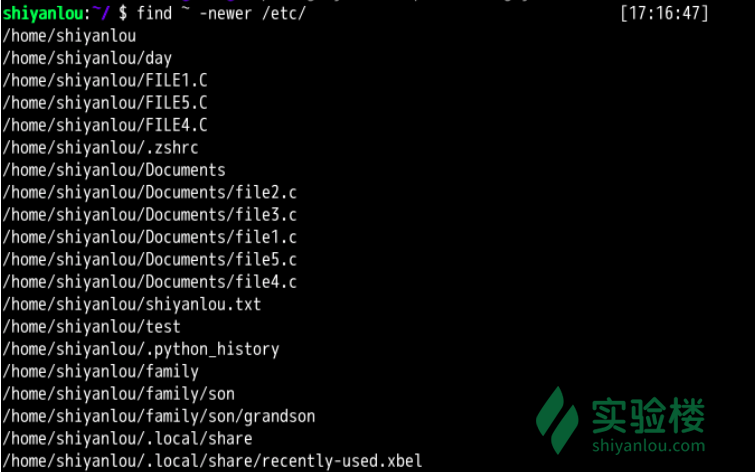 shiyanlou:~/ $ find ~ -newer /etc/ [17:16:47]
/home/shiyanlou
/home/shiyanlou/day
/home/shiyanlou/FILE1.C
/home/shiyanlou/FILE5.C
/home/shiyanlou/FILE4.C
/home/shiyanlou/.zshrc
/home/shiyanlou/Documents
/home/shiyanlou/Documents/file2.c
/home/shiyanlou/Documents/file3.c
/home/shiyanlou/Documents/file1.c
/home/shiyanlou/Documents/file5.c
/home/shiyanlou/Documents/file4.c
/home/shiyanlou/shiyanlou.txt
/home/shiyanlou/test
/home/shiyanlou/.python_history
/home/shiyanlou/family
/home/shiyanlou/family/son
/home/shiyanlou/family/son/grandson
/home/shiyanlou/.local/share
/home/shiyanlou/.local/share/recently-used.xbel
实验楼
shiyanlou.com